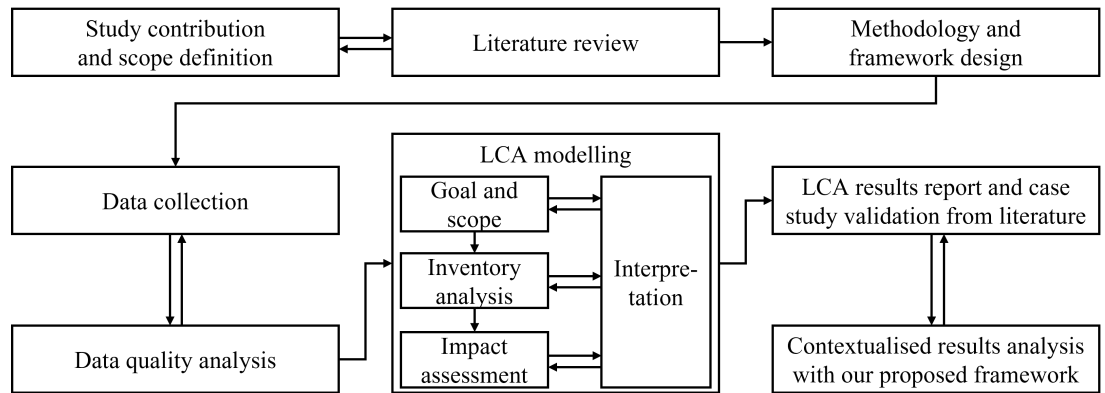 Study contribution
and scope definition
Literature review
Methodology and
framework design
Data collection
Data quality analysis
LCA modelling
Goal and
scope
Inventory
analysis
Impact
assessment
Interpre-
tation
LCA results report and case
study validation from literature
Contextualised results analysis
with our proposed framework